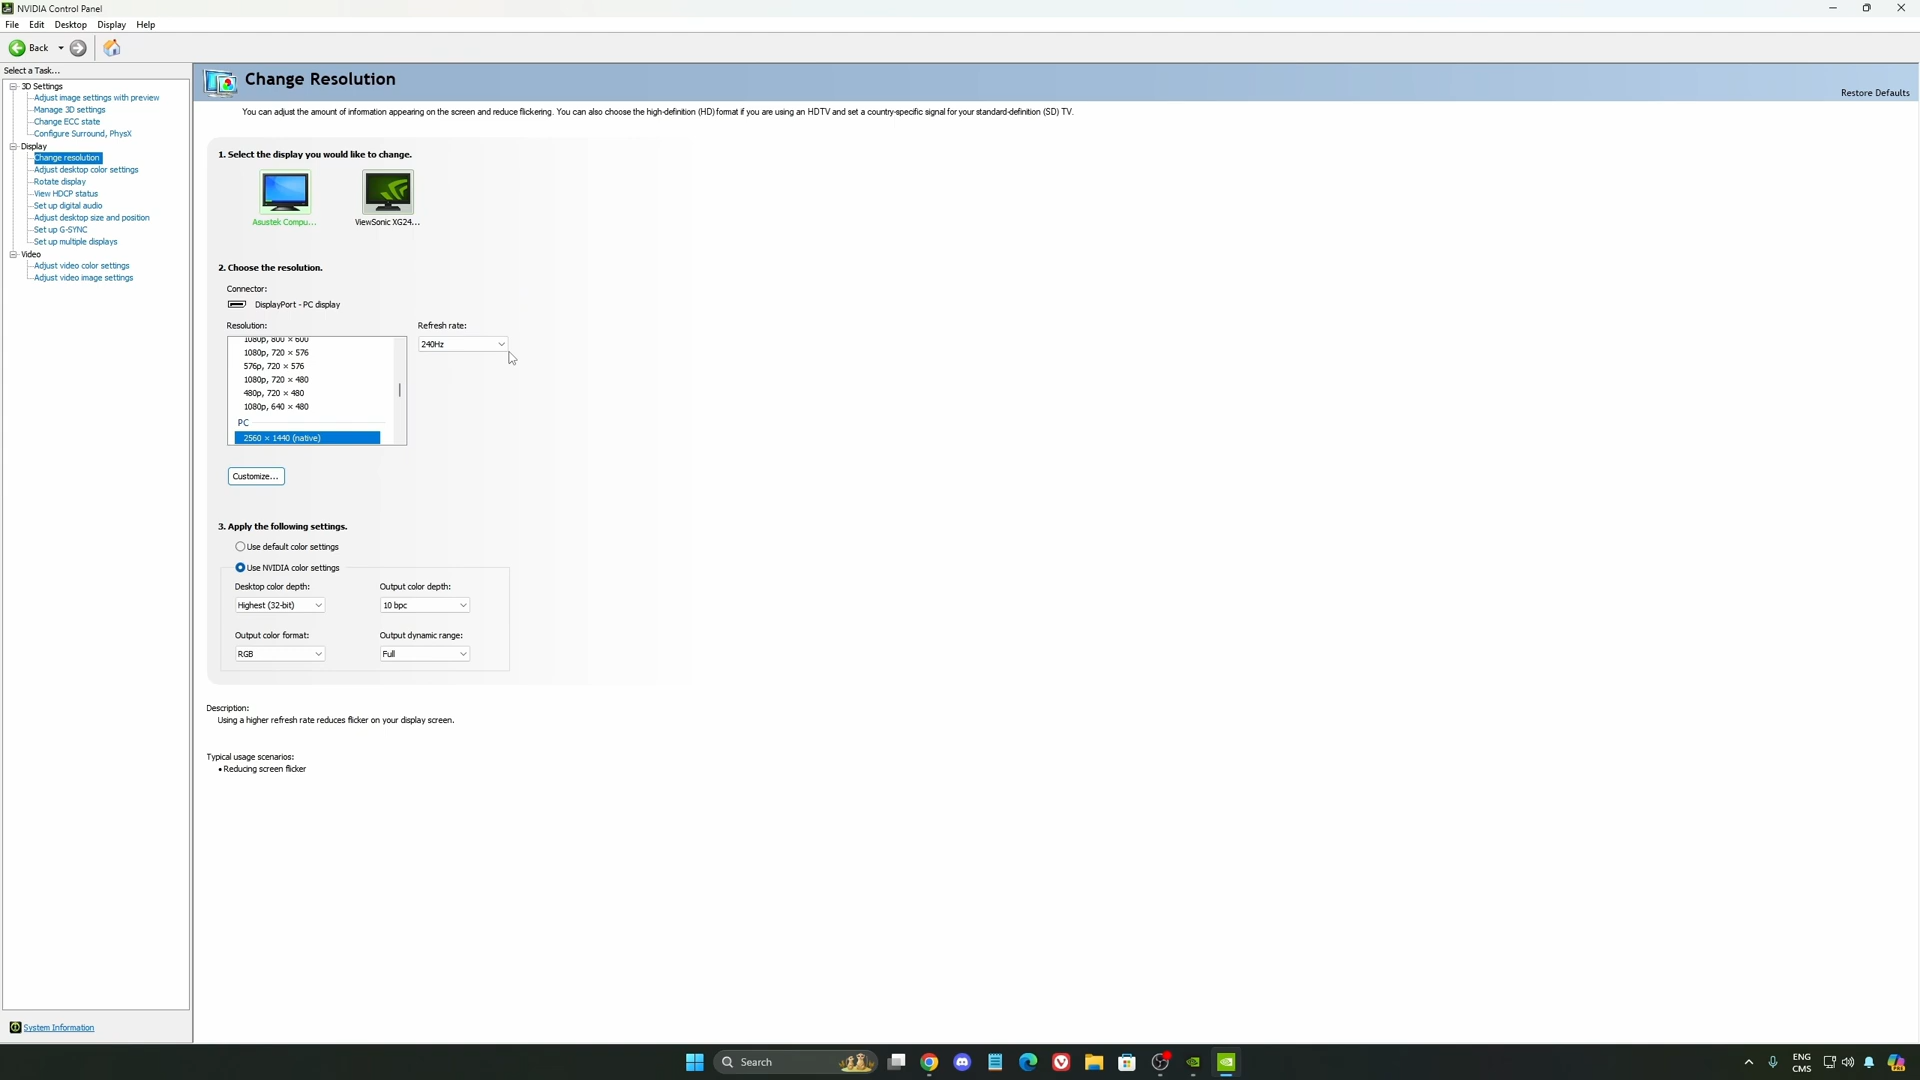 NVIDIA Control Panel
File Edit Desktop Display Help
Back
Select a Task...
3D Settings
Adjust image settings with preview
Manage 3D settings
Change ECC state
Configure Surround, PhysX
Display
Change resolution
Adjust desktop color settings
Rotate display
View HDCP status
Set up digital audio
Adjust desktop size and position
Set up G-SYNC
Set up multiple displays
Video
Adjust video color settings
Adjust video image settings
System Information
Change Resolution
Restore Defaults
You can adjust the amount of information appearing on the screen and reduce flickering. You can also choose the high-definition (HD) format if you are using an HDTV and set a country-specific signal for your standard-definition (SD) TV.
1. Select the display you would like to change.
Asustek Compu... ViewSonic XG24...
2. Choose the resolution.
Connector:
DisplayPort - PC display
Resolution: Refresh rate:
240Hz
1080p, 800 × 600
1080p, 720 × 576
576p, 720 × 576
1080p, 720 × 480
480p, 720 × 480
1080p, 640 × 480
PC
2560 × 1440 (native)
Customize...
3. Apply the following settings.
Use default color settings
Use NVIDIA color settings
Desktop color depth: Output color depth:
Highest (32-bit) 10 bpc
Output color format: Output dynamic range:
RGB Full
Description:
Using a higher refresh rate reduces flicker on your display screen.
Typical usage scenarios:
• Reducing screen flicker
Search
ENG
CMS